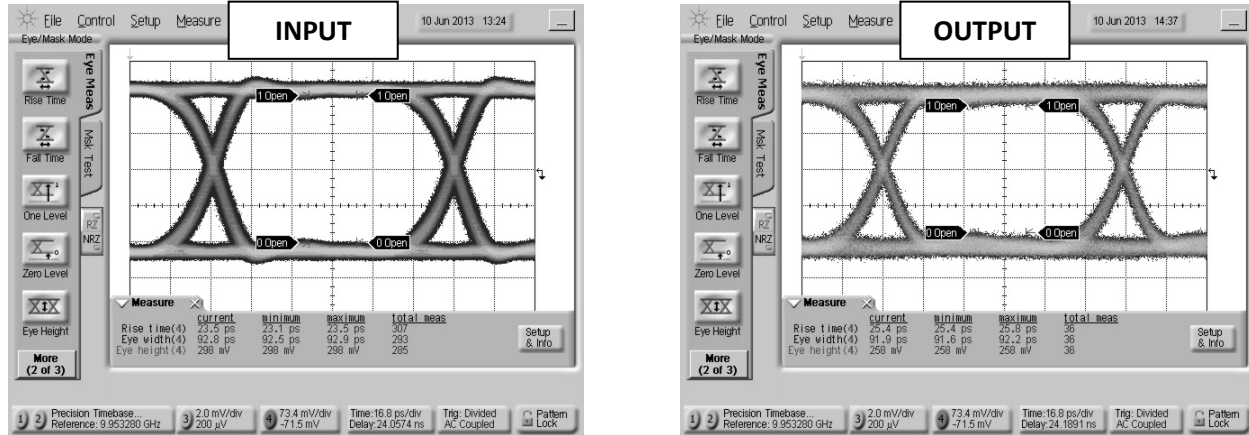 INPUT
File Control Setup Measure
10 Jun 2013 13:24
Eye/Mask Mode
Eye Meas
Msk Test
RZ
NRZ
Rise Time
Fall Time
One Level
Zero Level
Eye Height
More
(2 of 3)
1 Open 1 Open
0 Open 0 Open
Measure
current minimum maximum total meas
Rise time(4) 23.5 ps 23.1 ps 23.5 ps 307
Eye width(4) 92.8 ps 92.5 ps 92.9 ps 293
Eye height(4) 298 mV 298 mV 298 mV 285
Setup
& Info
1 2 Precision Timebase...
Reference: 9.953280 GHz
3 2.0 mV/div
200 µV
4 73.4 mV/div
-71.5 mV
Time:16.8 ps/div
Delay:24.0574 ns
Trig: Divided
AC Coupled
Pattern
Lock
OUTPUT
File Control Setup Measure
10 Jun 2013 14:37
Eye/Mask Mode
Eye Meas
Msk Test
RZ
NRZ
Rise Time
Fall Time
One Level
Zero Level
Eye Height
More
(2 of 3)
1 Open 1 Open
0 Open 0 Open
Measure
current minimum maximum total meas
Rise time(4) 25.4 ps 25.4 ps 25.8 ps 36
Eye width(4) 91.9 ps 91.6 ps 92.2 ps 36
Eye height(4) 258 mV 258 mV 258 mV 36
Setup
& Info
1 2 Precision Timebase...
Reference: 9.953280 GHz
3 2.0 mV/div
200 µV
4 73.4 mV/div
-71.5 mV
Time:16.8 ps/div
Delay:24.1891 ns
Trig: Divided
AC Coupled
Pattern
Lock